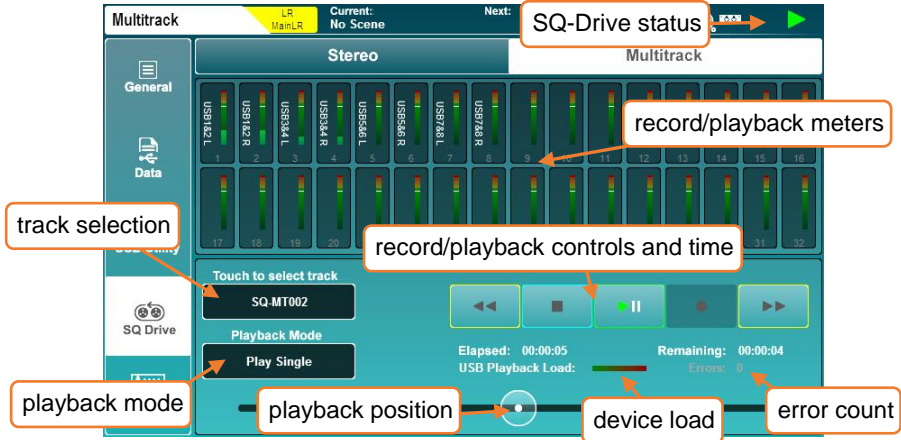 Multitrack
LR
MainLR
Current:
No Scene
Next:
SQ-Drive status
General
Data
SQ Drive
Stereo
Multitrack
USB1&2 L
USB1&2 R
USB3&4 L
USB3&4 R
USB5&6 L
USB5&6 R
USB7&8 L
USB7&8 R
record/playback meters
1 2 3 4 5 6 7 8 9 10 11 12 13 14 15 16
track selection
record/playback controls and time
17 18 19 20 31 32
Touch to select track
SQ-MT002
Playback Mode
Play Single
Elapsed: 00:00:05
Remaining: 00:00:04
USB Playback Load:
Errors: 0
playback mode
playback position
device load
error count